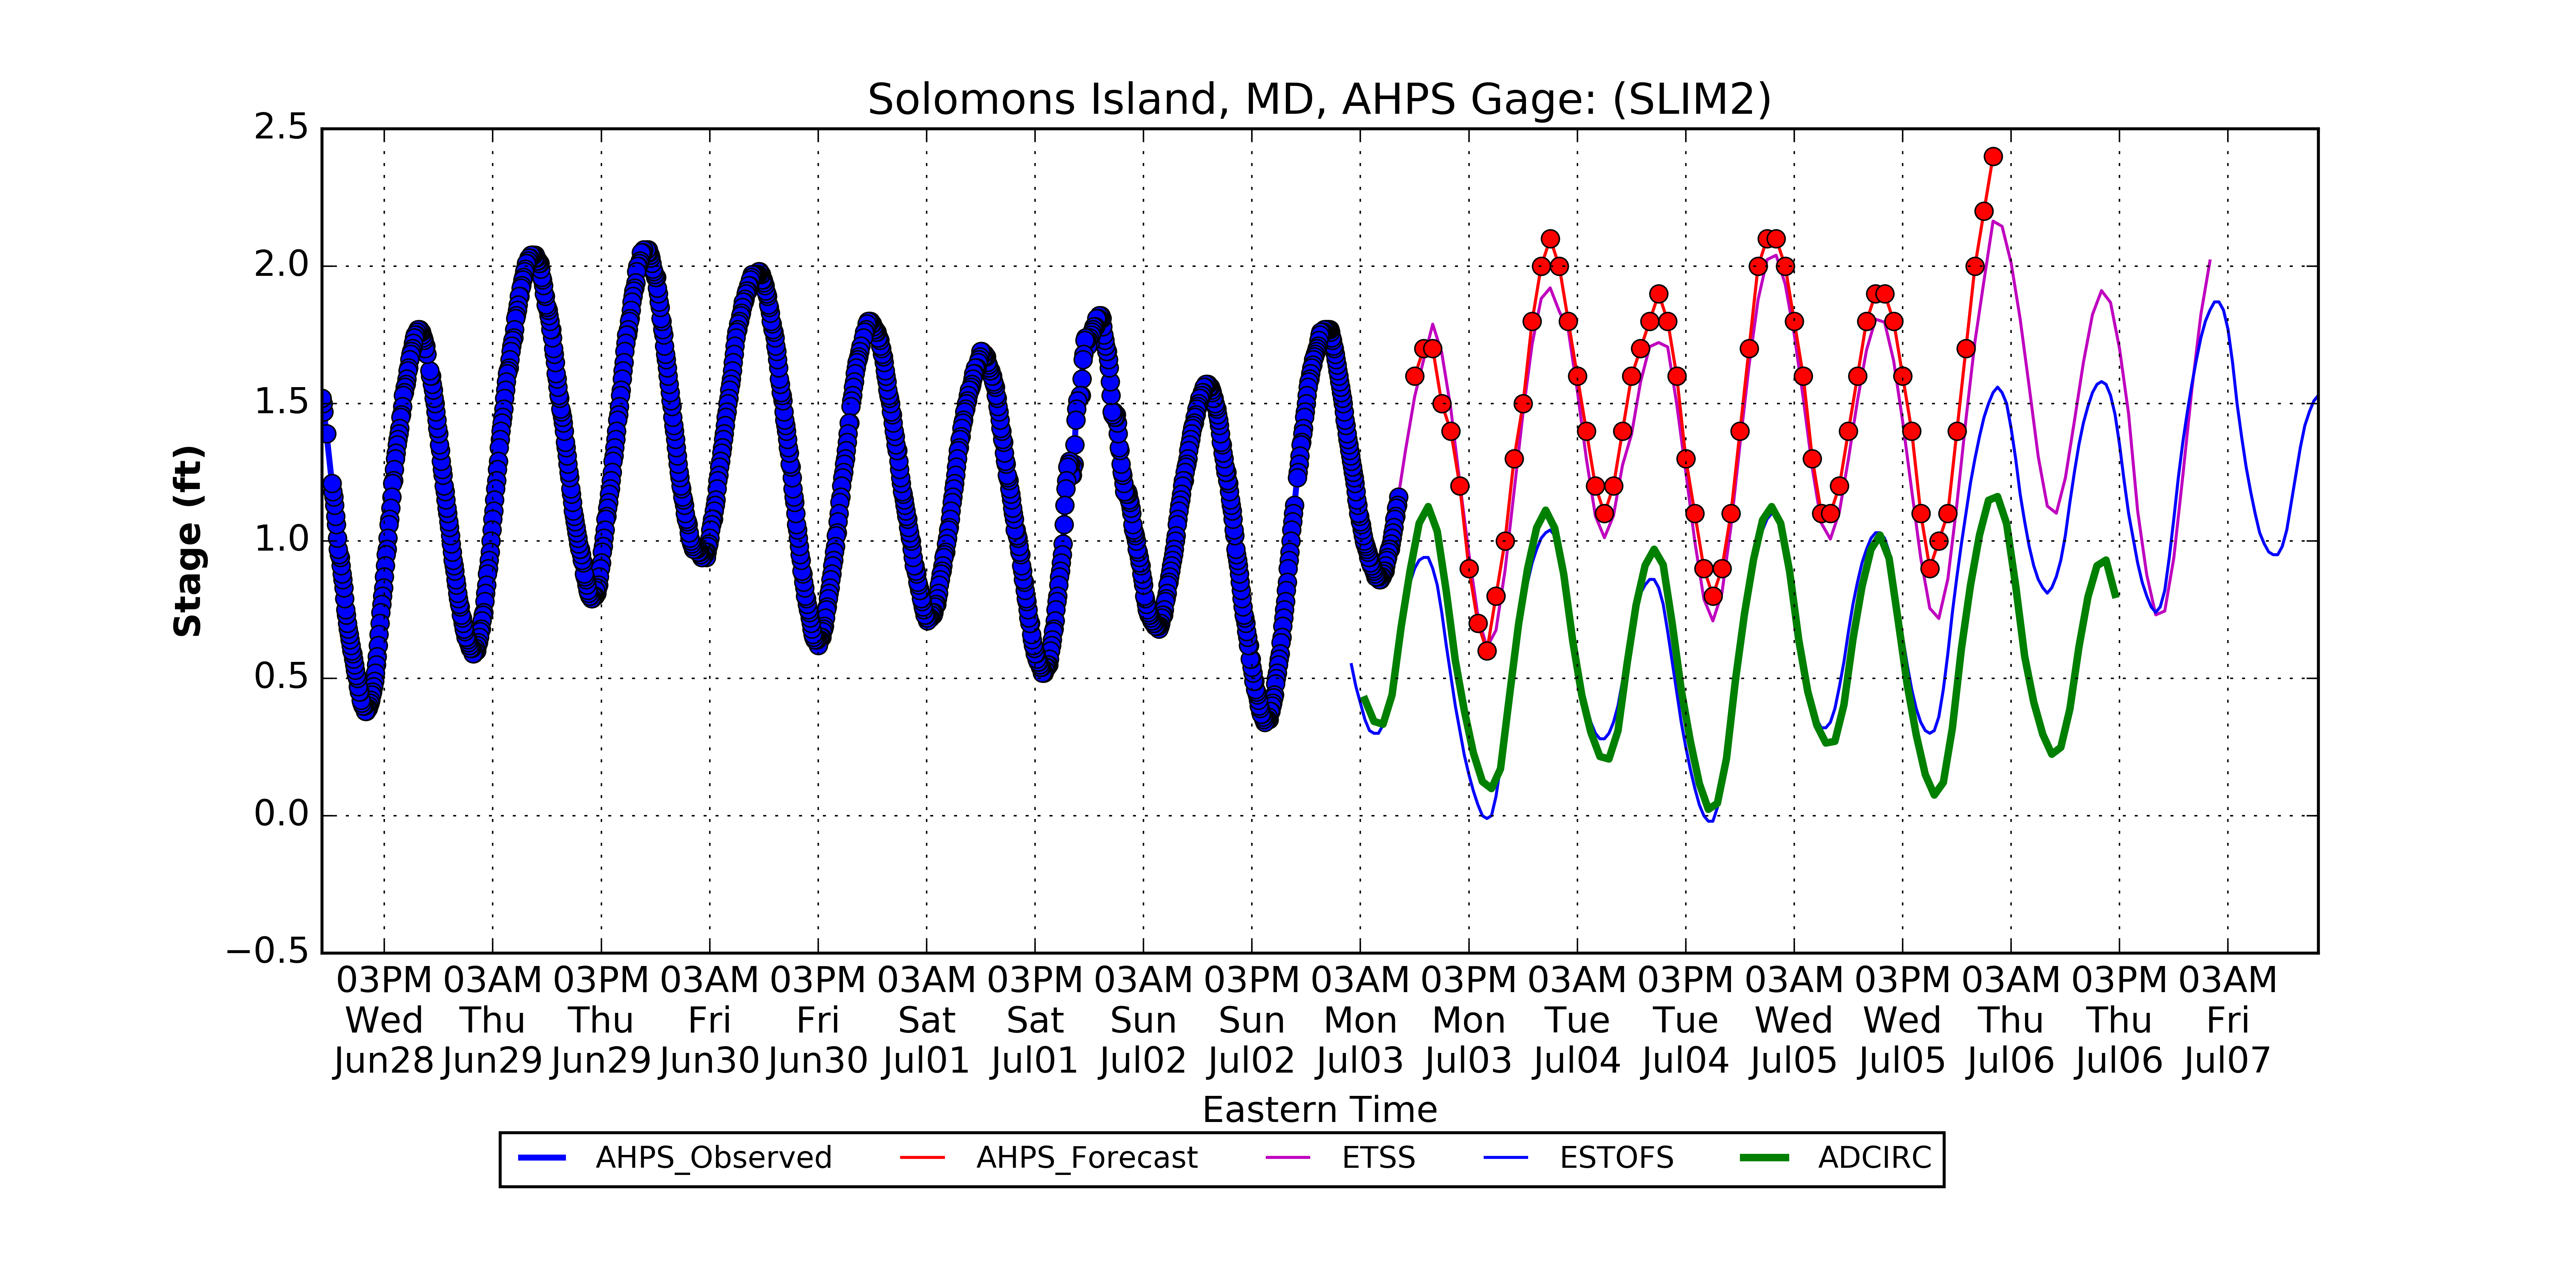 Solomons Island, MD, AHPS Gage: (SLIM2)
2.5
2.0
1.5
1.0
0.5
0.0
−0.5
Stage (ft)
03PM 03AM 03PM 03AM 03PM 03AM 03PM 03AM 03PM 03AM 03PM 03AM 03PM 03AM 03PM 03AM 03PM 03AM
Wed Thu Thu Fri Fri Sat Sat Sun Sun Mon Mon Tue Tue Wed Wed Thu Thu Fri
Jun28 Jun29 Jun29 Jun30 Jun30 Jul01 Jul01 Jul02 Jul02 Jul03 Jul03 Jul04 Jul04 Jul05 Jul05 Jul06 Jul06 Jul07
Eastern Time
AHPS_Observed AHPS_Forecast ETSS ESTOFS ADCIRC